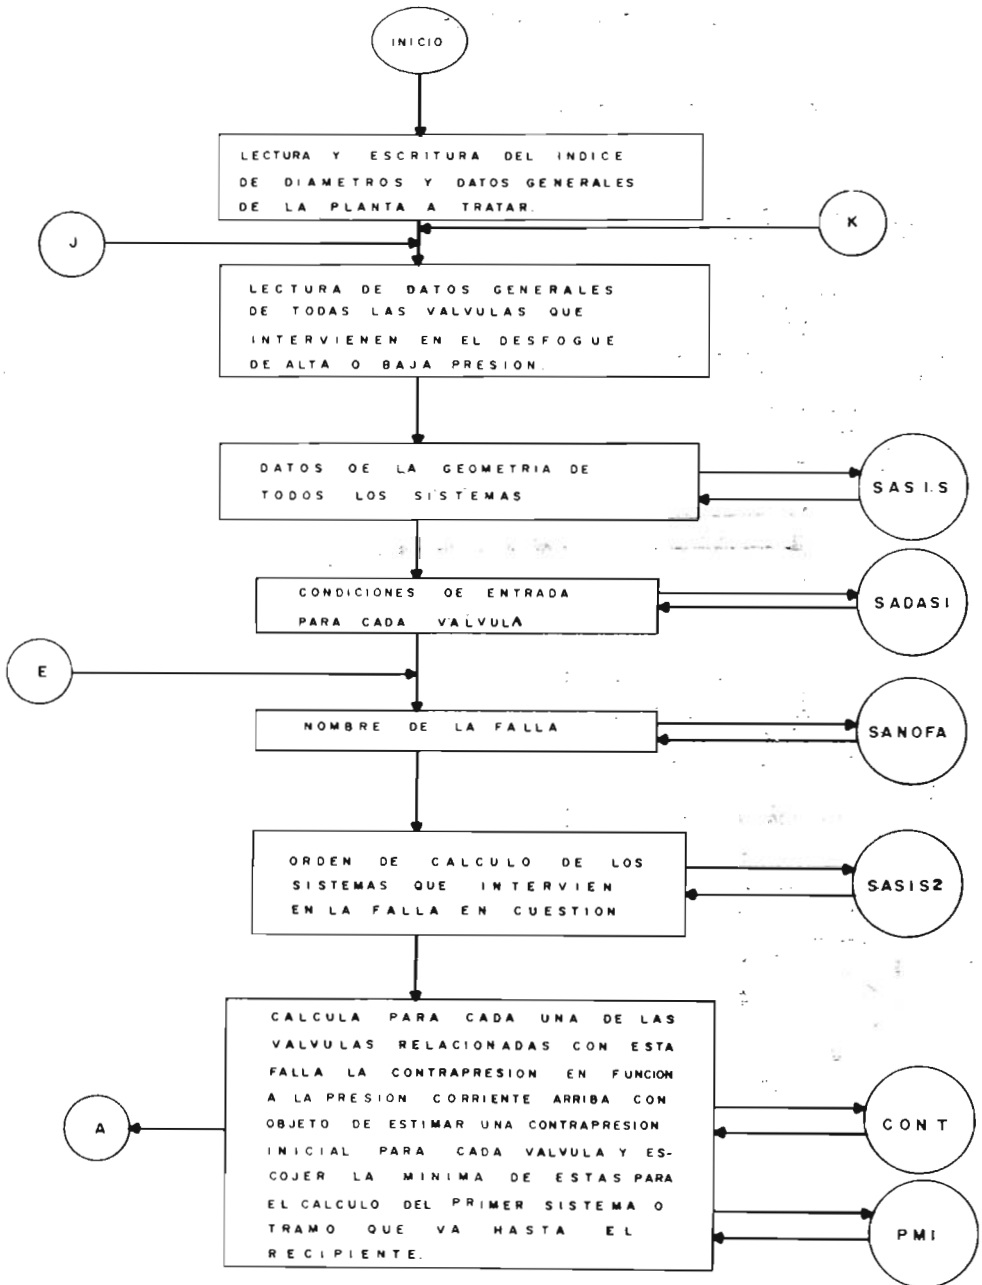 INICIO
LECTURA Y ESCRITURA DEL INDICE
DE DIAMETROS Y DATOS GENERALES
DE LA PLANTA A TRATAR.
J
K
LECTURA DE DATOS GENERALES
DE TODAS LAS VALVULAS QUE
INTERVIENEN EN EL DESFOGUE
DE ALTA O BAJA PRESION.
DATOS DE LA GEOMETRIA DE
TODOS LOS SISTEMAS
SASIS
CONDICIONES DE ENTRADA
PARA CADA VALVULA
SADASI
E
NOMBRE DE LA FALLA
SANOFA
ORDEN DE CALCULO DE LOS
SISTEMAS QUE INTERVIEN
EN LA FALLA EN CUESTION
SASIS2
CALCULA PARA CADA UNA DE LAS
VALVULAS RELACIONADAS CON ESTA
FALLA LA CONTRAPRESION EN FUNCION
A LA PRESION CORRIENTE ARRIBA CON
OBJETO DE ESTIMAR UNA CONTRAPRESION
INICIAL PARA CADA VALVULA Y ES-
COJER LA MINIMA DE ESTAS PARA
EL CALCULO DEL PRIMER SISTEMA O
TRAMO QUE VA HASTA EL
RECIPIENTE.
A
CONT
PMI